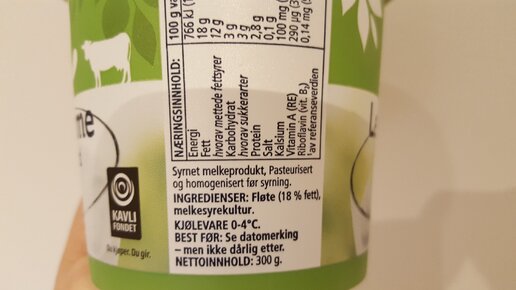 NÆRINGSINNHOLD: 100 g
Energi 766 kJ
Fett 18 g
hvorav mettede fettsyrer 12 g
Karbohydrat 3 g
hvorav sukkerarter 3 g
Protein 2,8 g
Salt 0,1 g
Kalsium 100 mg
Vitamin A (RE) 290 µg
Riboflavin (vit. B₂) 0,14 mg
*av referanseverdien
Syrnet melkeprodukt, Pasteurisert
og homogenisert før syrning.
INGREDIENSER: Fløte (18 % fett),
melkesyrekultur.
KJØLEVARE 0-4°C.
BEST FØR: Se datomerking
– men ikke dårlig etter.
NETTOINNHOLD: 300 g.
KAVLI
FONDET
Du kjøper. Du gir.